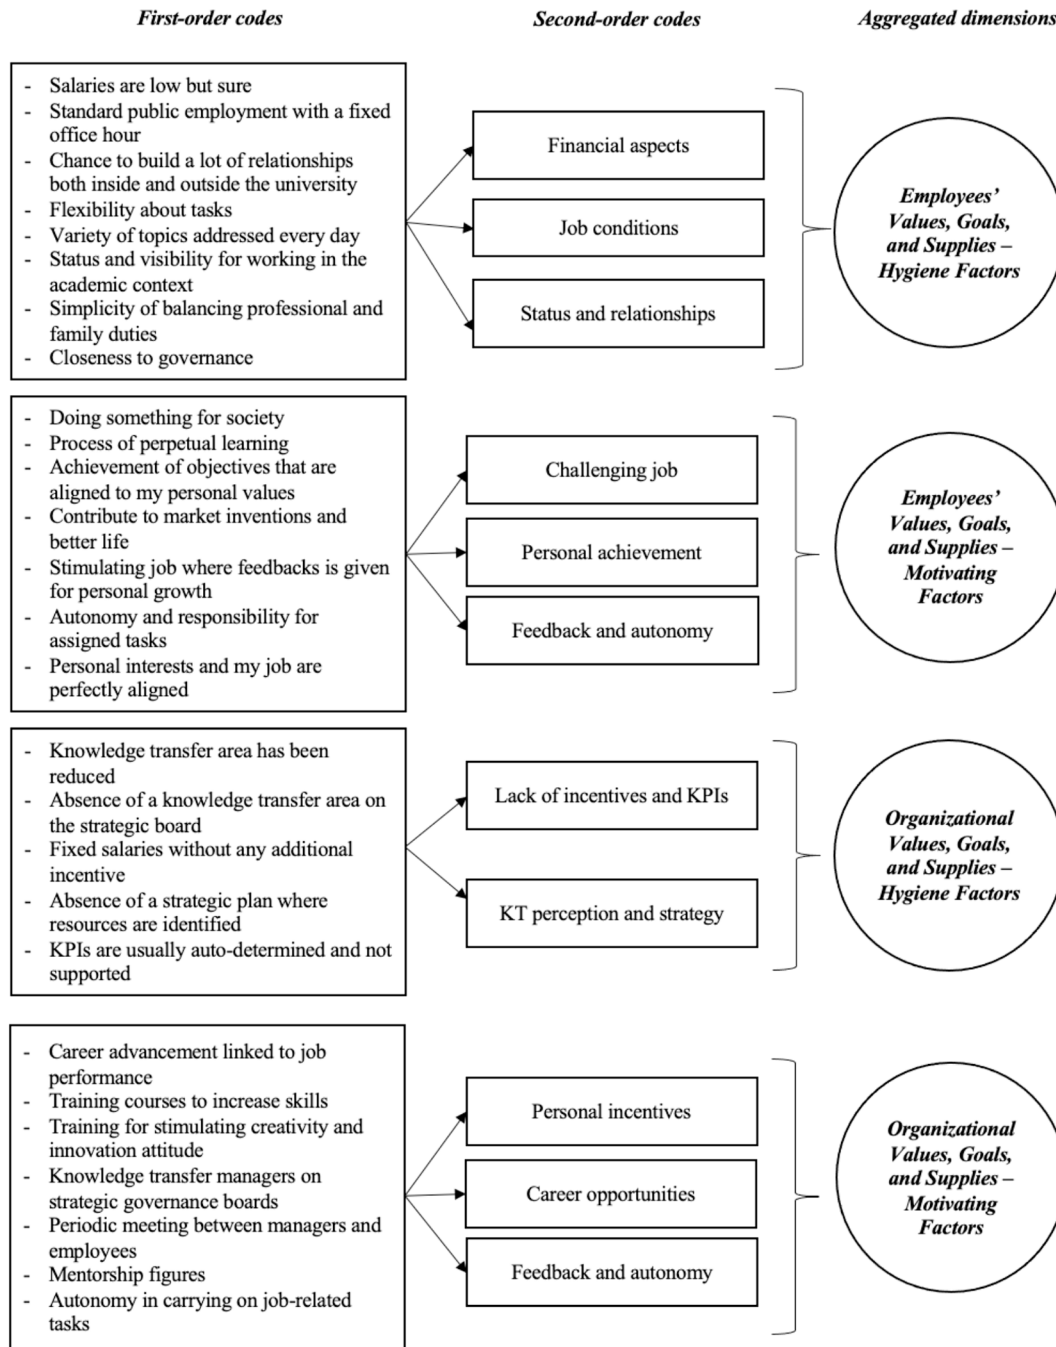 First-order codes
Second-order codes
Aggregated dimensions
- Salaries are low but sure
- Standard public employment with a fixed
office hour
- Chance to build a lot of relationships
both inside and outside the university
- Flexibility about tasks
- Variety of topics addressed every day
- Status and visibility for working in the
academic context
- Simplicity of balancing professional and
family duties
- Closeness to governance
Financial aspects
Job conditions
Status and relationships
Employees'
Values, Goals,
and Supplies –
Hygiene Factors
- Doing something for society
- Process of perpetual learning
- Achievement of objectives that are
aligned to my personal values
- Contribute to market inventions and
better life
- Stimulating job where feedbacks is given
for personal growth
- Autonomy and responsibility for
assigned tasks
- Personal interests and my job are
perfectly aligned
Challenging job
Personal achievement
Feedback and autonomy
Employees'
Values, Goals,
and Supplies –
Motivating
Factors
- Knowledge transfer area has been
reduced
- Absence of a knowledge transfer area on
the strategic board
- Fixed salaries without any additional
incentive
- Absence of a strategic plan where
resources are identified
- KPIs are usually auto-determined and not
supported
Lack of incentives and KPIs
KT perception and strategy
Organizational
Values, Goals,
and Supplies –
Hygiene Factors
- Career advancement linked to job
performance
- Training courses to increase skills
- Training for stimulating creativity and
innovation attitude
- Knowledge transfer managers on
strategic governance boards
- Periodic meeting between managers and
employees
- Mentorship figures
- Autonomy in carrying on job-related
tasks
Personal incentives
Career opportunities
Feedback and autonomy
Organizational
Values, Goals,
and Supplies –
Motivating
Factors